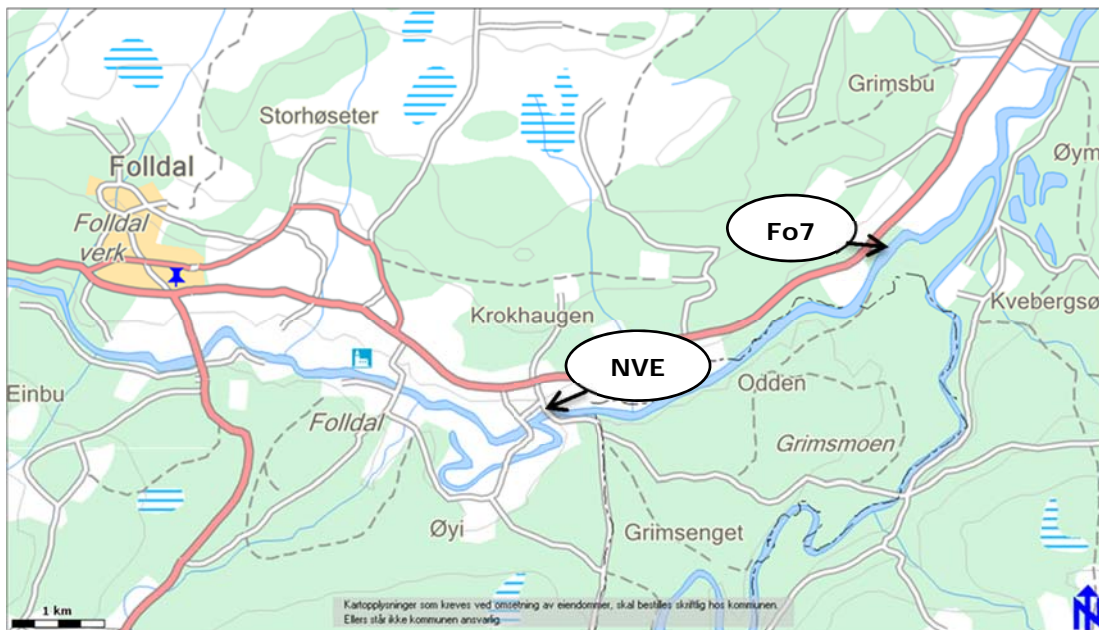 Grimsbu
Storhøseter
Øym
Folldal
Folldal
verk
Fo7
Kvebergsø
Krokhaugen
NVE
Einbu
Odden
Folldal
Grimsmoen
Øyi
Grimsenget
1 km
Kartopplysninger som kreves ved omsetning av eiendommer, skal bestilles skriftlig hos kommunen.
Ellers står ikke kommunen ansvarlig.
N